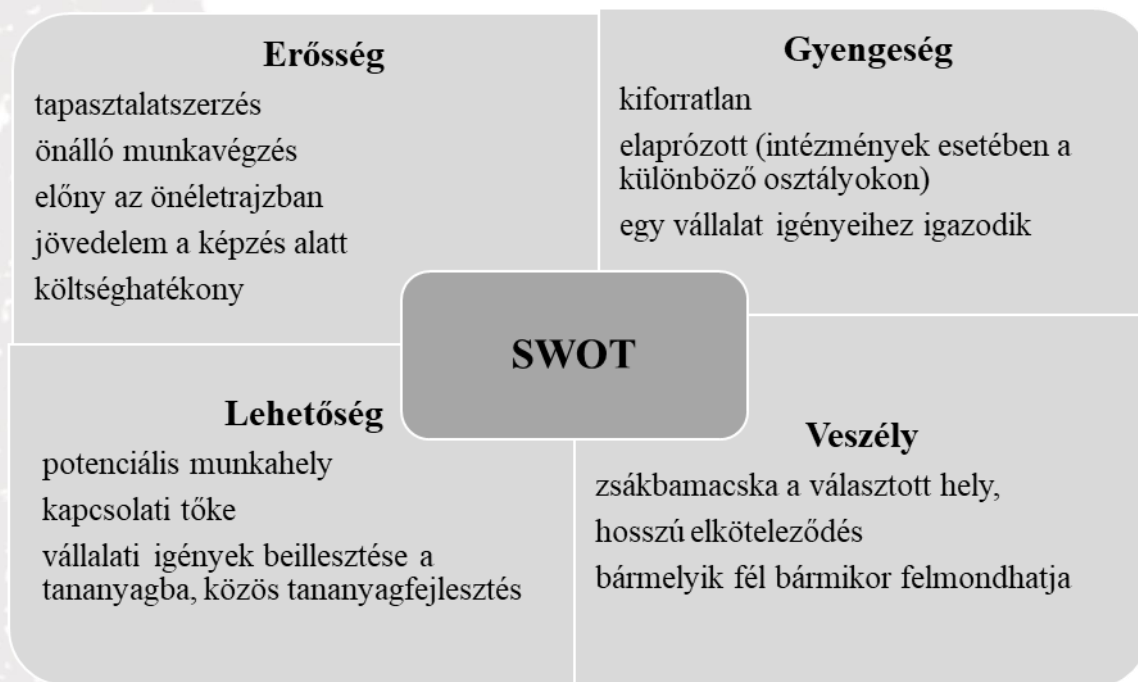 Erősség
tapasztalatszerzés
önálló munkavégzés
előny az önéletrajzban
jövedelem a képzés alatt
költséghatékony
Gyengeség
kiforratlan
elaprózott (intézmények esetében a
különböző osztályokon)
egy vállalat igényeihez igazodik
SWOT
Lehetőség
potenciális munkahely
kapcsolati tőke
vállalati igények beillesztése a
tananyagba, közös tananyagfejlesztés
Veszély
zsákbamacska a választott hely,
hosszú elköteleződés
bármelyik fél bármikor felmondhatja